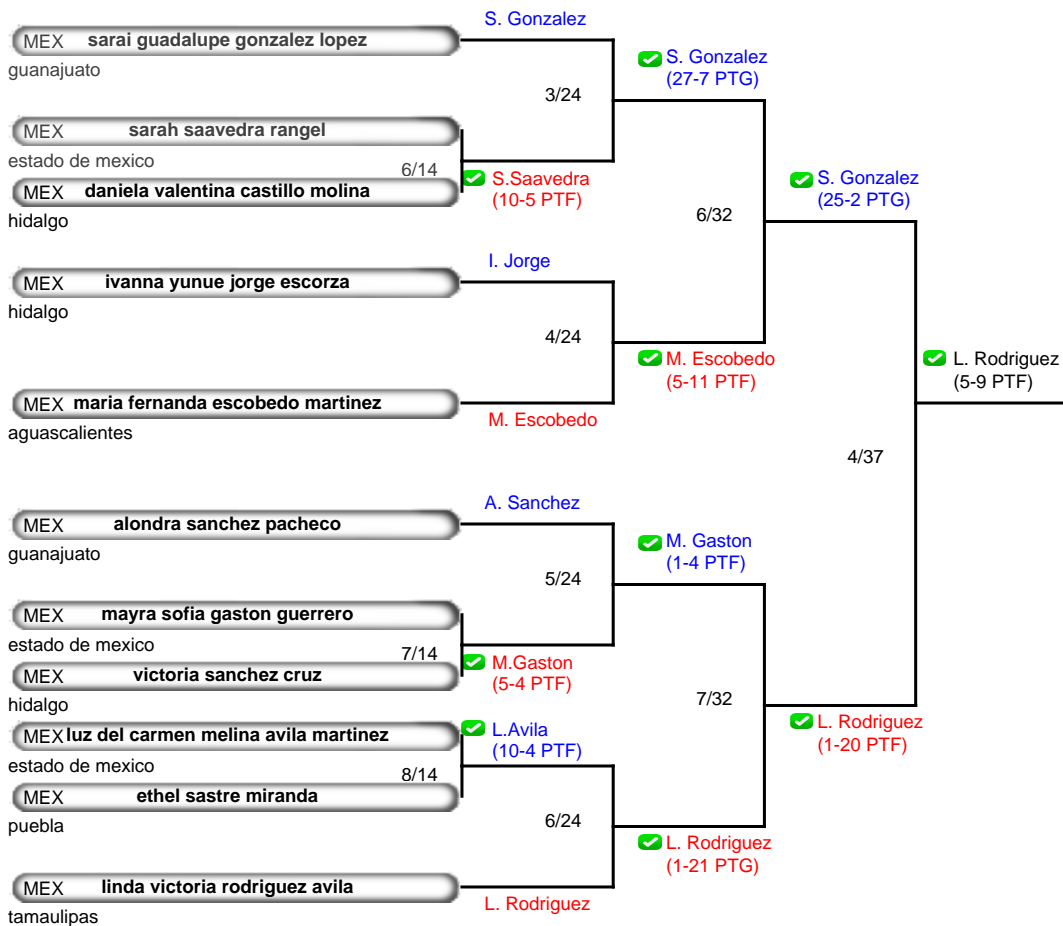 S. Gonzalez
MEX sarai guadalupe gonzalez lopez
guanajuato
S. Gonzalez
(27-7 PTG)
3/24
MEX sarah saavedra rangel
estado de mexico
6/14
S.Saavedra
(10-5 PTF)
MEX daniela valentina castillo molina
hidalgo
S. Gonzalez
(25-2 PTG)
6/32
I. Jorge
MEX ivanna yunue jorge escorza
hidalgo
4/24
M. Escobedo
(5-11 PTF)
L. Rodriguez
(5-9 PTF)
MEX maria fernanda escobedo martinez
M. Escobedo
aguascalientes
4/37
A. Sanchez
MEX alondra sanchez pacheco
guanajuato
M. Gaston
(1-4 PTF)
5/24
MEX mayra sofia gaston guerrero
estado de mexico
7/14
M.Gaston
(5-4 PTF)
MEX victoria sanchez cruz
hidalgo
7/32
L. Rodriguez
(1-20 PTF)
MEX luz del carmen melina avila martinez
L.Avila
(10-4 PTF)
estado de mexico
8/14
MEX ethel sastre miranda
puebla
6/24
L. Rodriguez
(1-21 PTG)
MEX linda victoria rodriguez avila
L. Rodriguez
tamaulipas